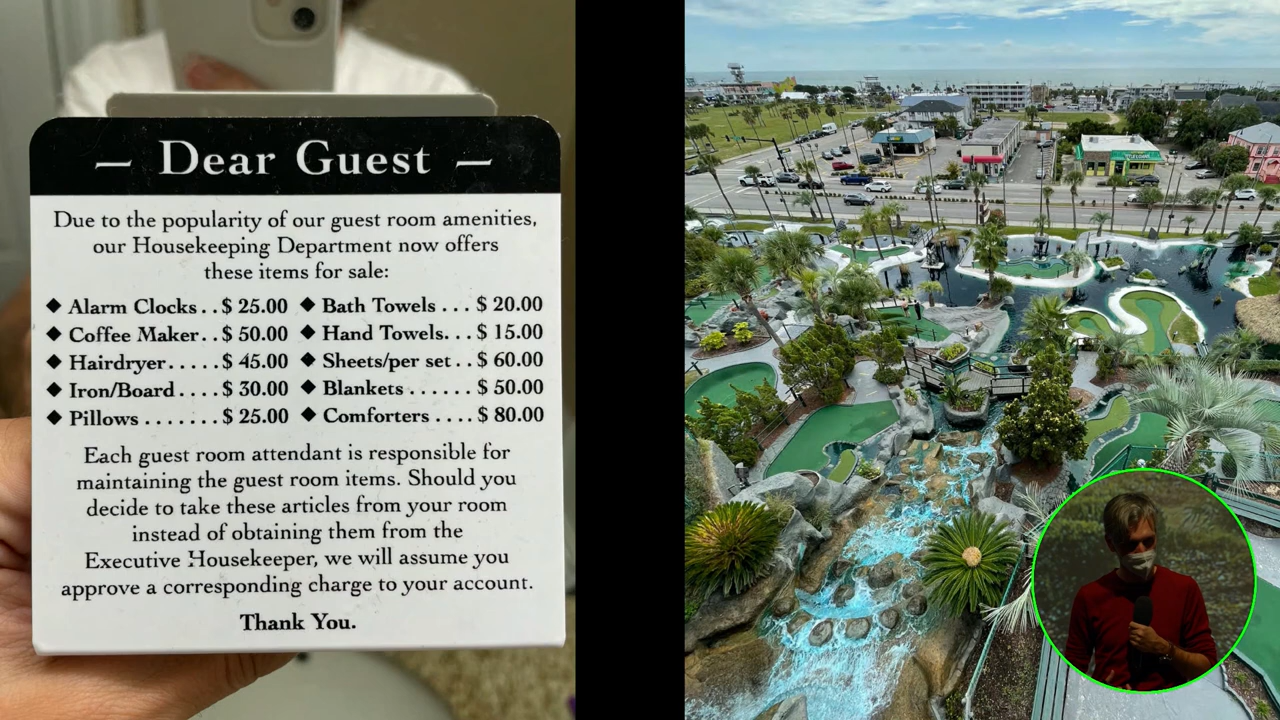 — Dear Guest —
Due to the popularity of our guest room amenities,
our Housekeeping Department now offers
these items for sale:
◆ Alarm Clocks . . $ 25.00 ◆ Bath Towels . . . $ 20.00
◆ Coffee Maker . . $ 50.00 ◆ Hand Towels. . . $ 15.00
◆ Hairdryer . . . . . $ 45.00 ◆ Sheets/per set . . $ 60.00
◆ Iron/Board . . . . $ 30.00 ◆ Blankets . . . . . . $ 50.00
◆ Pillows . . . . . . . $ 25.00 ◆ Comforters . . . . $ 80.00
Each guest room attendant is responsible for
maintaining the guest room items. Should you
decide to take these articles from your room
instead of obtaining them from the
Executive Housekeeper, we will assume you
approve a corresponding charge to your account.
Thank You.